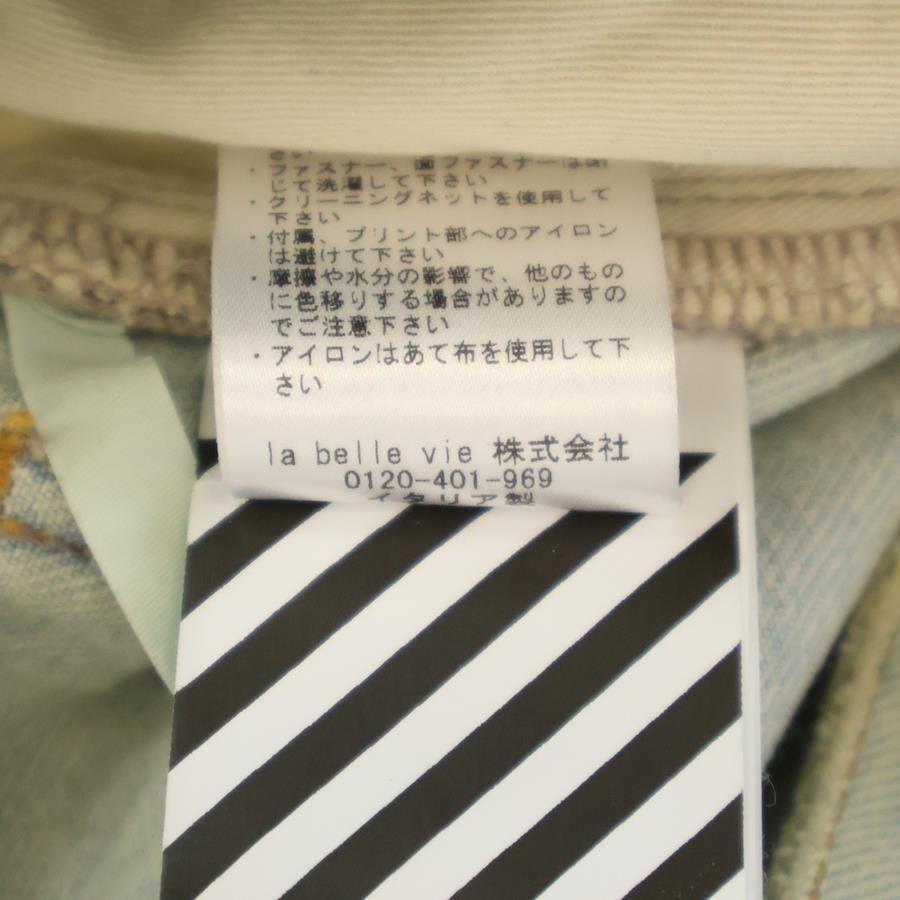 さい
・ファスナー、面ファスナーは閉
じて洗濯して下さい
・クリーニングネットを使用して
下さい
・付属、プリント部へのアイロン
は避けて下さい
・摩擦や水分の影響で、他のもの
に色移りする場合がありますの
でご注意下さい
・アイロンはあて布を使用して下
さい
la belle vie 株式会社
0120-401-969
イタリア製